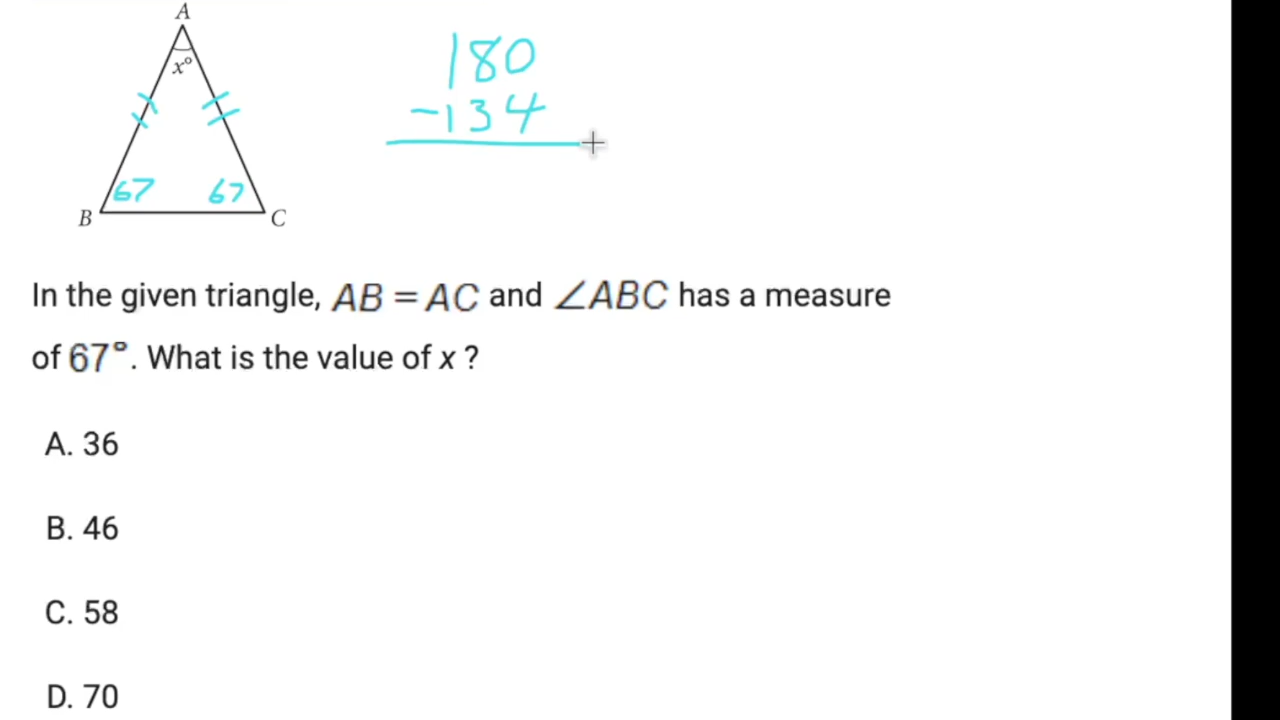 A
x°
67 67
B C
180
-134
In the given triangle, AB = AC and ∠ABC has a measure
of 67°. What is the value of x ?
A. 36
B. 46
C. 58
D. 70